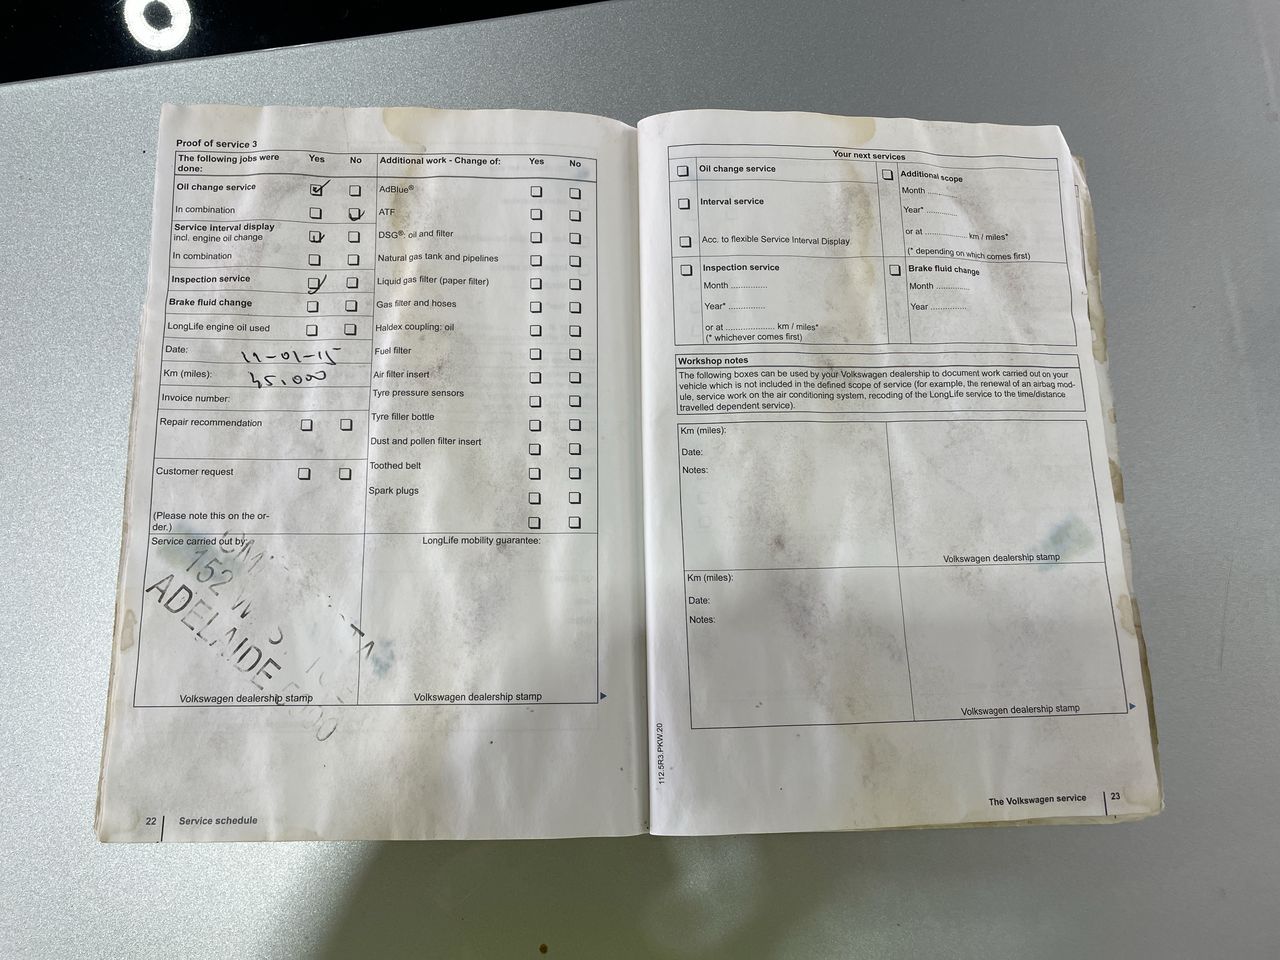 Proof of service 3
The following jobs were done: Yes No
Oil change service
In combination
Service Interval display
incl. engine oil change
In combination
Inspection service
Brake fluid change
LongLife engine oil used
Date:
Km (miles): 45,000
Invoice number:
Repair recommendation
Customer request
(Please note this on the or-
der.)
Additional work - Change of: Yes No
AdBlue®
ATF
DSG®: oil and filter
Natural gas tank and pipelines
Liquid gas filter (paper filter)
Gas filter and hoses
Haldex coupling: oil
Fuel filter
Air filter insert
Tyre pressure sensors
Tyre filler bottle
Dust and pollen filter insert
Toothed belt
Spark plugs
Service carried out by:
152
ADELAIDE
Volkswagen dealership stamp
LongLife mobility guarantee:
Volkswagen dealership stamp
22 Service schedule
Your next services
Oil change service
Interval service
Acc. to flexible Service Interval Display
Additional scope
Month ...........
Year* ..............
or at .................... km / miles*
(* depending on which comes first)
Inspection service
Month ..............
Year* ..............
or at .................... km / miles*
(* whichever comes first)
Brake fluid change
Month .............
Year ..............
Workshop notes
The following boxes can be used by your Volkswagen dealership to document work carried out on your
vehicle which is not included in the defined scope of service (for example, the renewal of an airbag mod-
ule, service work on the air conditioning system, recoding of the LongLife service to the time/distance
travelled dependent service).
Km (miles):
Date:
Notes:
Volkswagen dealership stamp
Km (miles):
Date:
Notes:
Volkswagen dealership stamp
112.5R3.PKW.20
The Volkswagen service 23